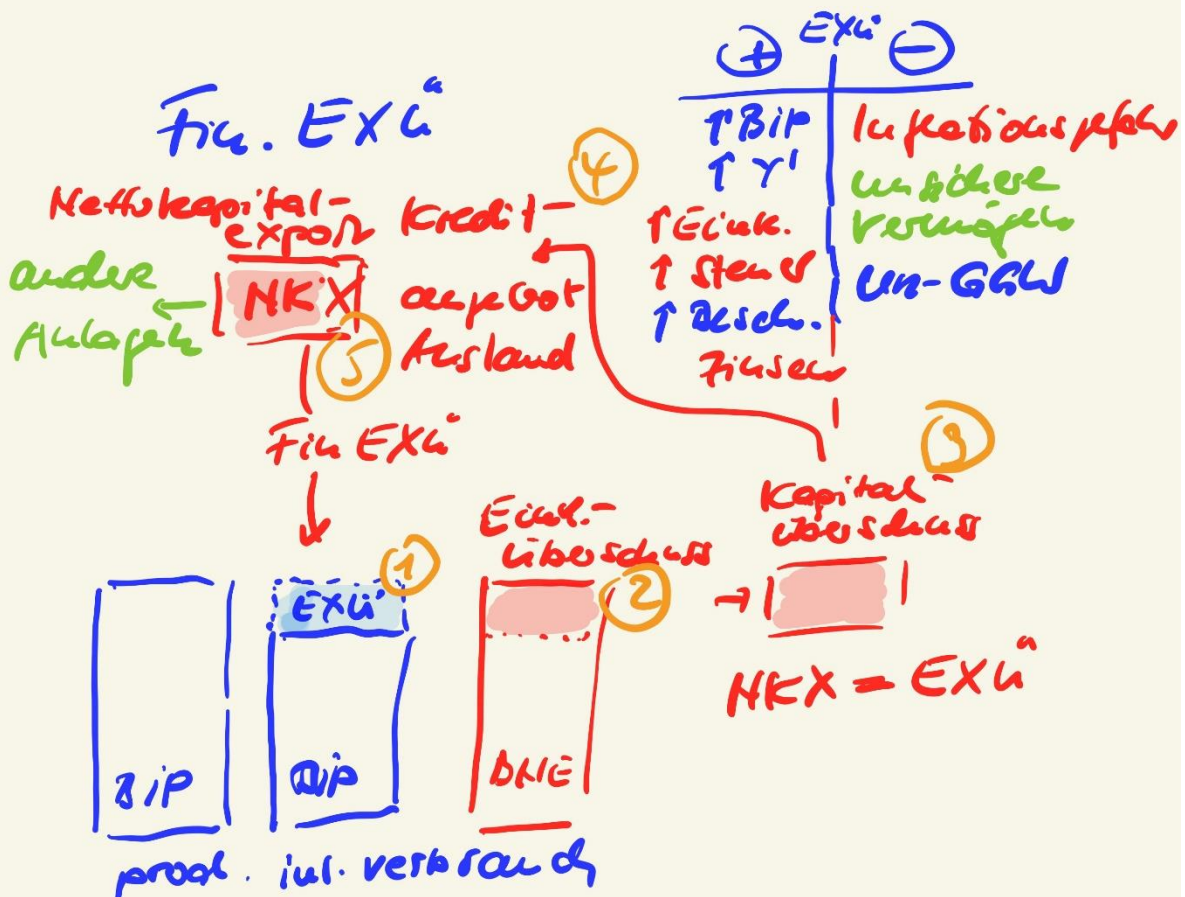 Fin. EXü
Nettokapital-
export
NKX
5
andere
Anlagen
Kredit-
angebot
Ausland
4
Fin EXü
+ EXü -
↑ BiP
↑ Y'
↑ Eink.
↑ Steuer
↑ Besch.
Zinsen
Inflationsgefahr
unsichere
Vermögen
un-GGhs
3
Kapital-
überschuss
NKX = EXü
Eink.-
überschuss
2
→
BNE
EXü
1
BiP
BiP
prod. inl. verbrauch